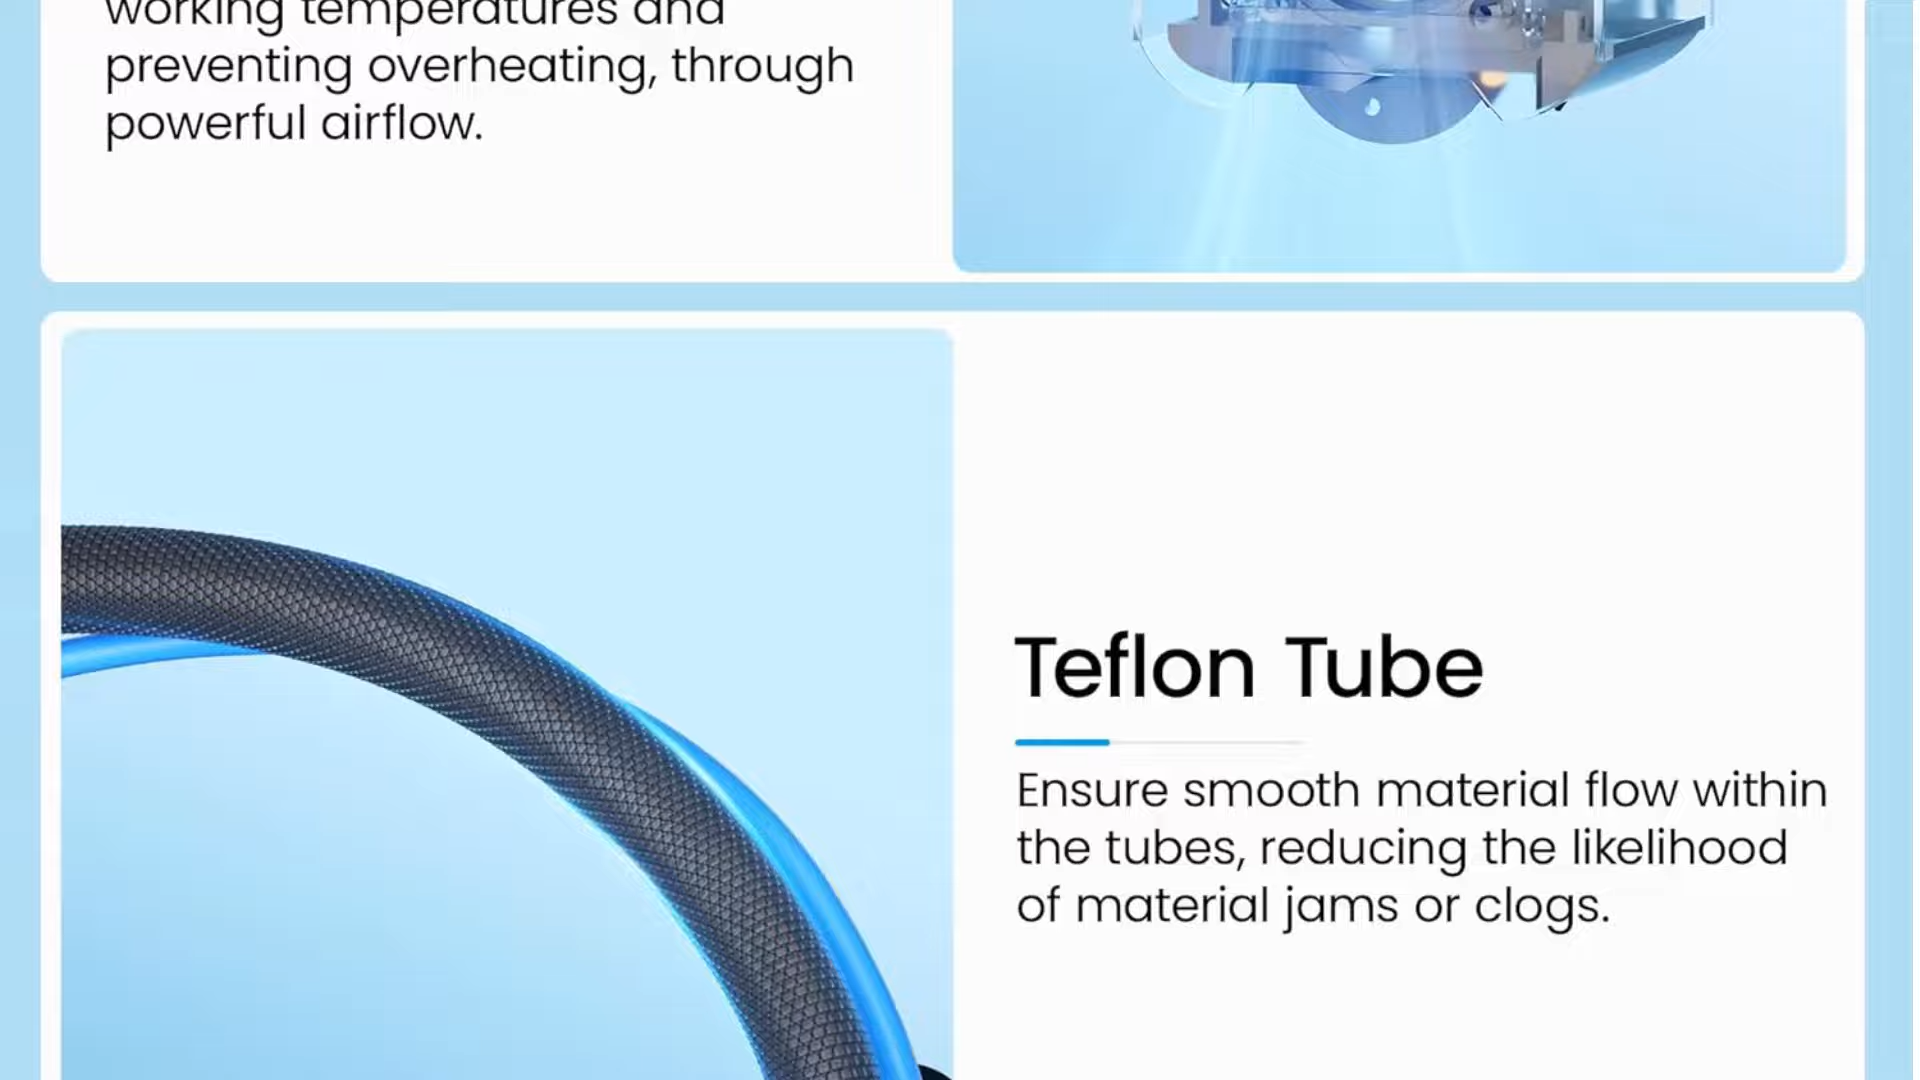 working temperatures and
preventing overheating, through
powerful airflow.
Teflon Tube
Ensure smooth material flow within
the tubes, reducing the likelihood
of material jams or clogs.